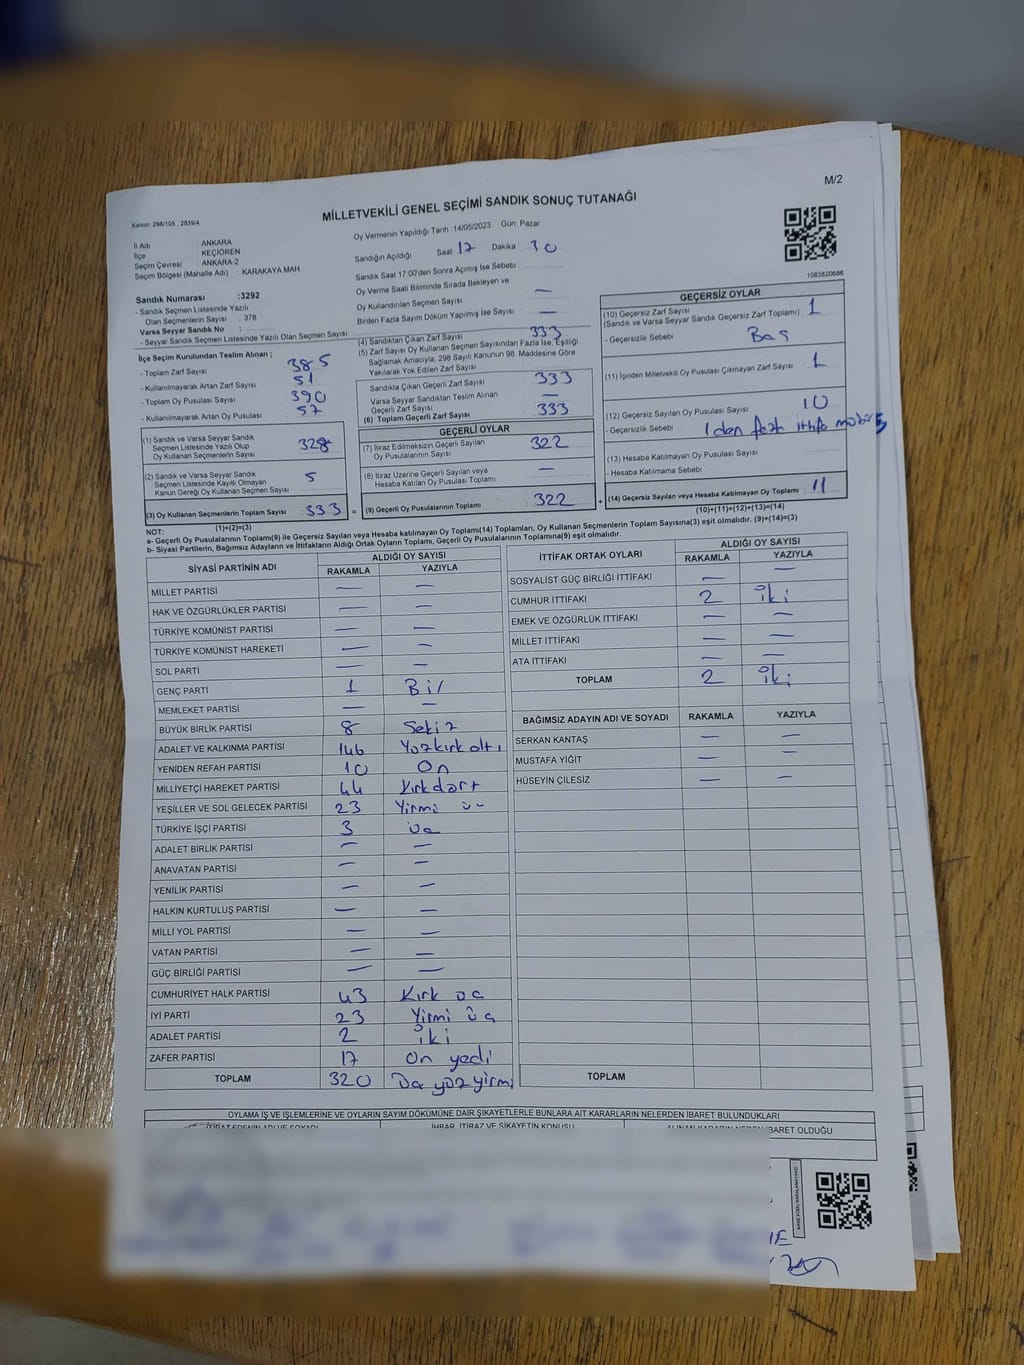 M/2
MİLLETVEKİLİ GENEL SEÇİMİ SANDIK SONUÇ TUTANAĞI
Kanun: 298/105 , 2839/4
İl Adı : ANKARA
İlçe : KEÇİÖREN
Seçim Çevresi : ANKARA-2
Seçim Bölgesi (Mahalle Adı) : KARAKAYA MAH
Oy Vermenin Yapıldığı Tarih :14/05/2023 Gün Pazar
Sandığın Açıldığı Saat 17 Dakika : 30
Sandık Saat 17:00'den Sonra Açılmış İse Sebebi :
Oy Verme Saati Bitiminde Sırada Bekleyen ve
Oy Kullandırılan Seçmen Sayısı : —
Birden Fazla Sayım Döküm Yapılmış İse Sayısı : —
1083820686
Sandık Numarası :3292
- Sandık Seçmen Listesinde Yazılı
Olan Seçmenlerin Sayısı : 378
Varsa Seyyar Sandık No :
- Seyyar Sandık Seçmen Listesinde Yazılı Olan Seçmen Sayısı:
İlçe Seçim Kurulundan Teslim Alınan ;
- Toplam Zarf Sayısı : 385
- Kullanılmayarak Artan Zarf Sayısı : 51
- Toplam Oy Pusulası Sayısı : 390
- Kullanılmayarak Artan Oy Pusulası : 57
(1) Sandık ve Varsa Seyyar Sandık
Seçmen Listesinde Yazılı Olup
Oy Kullanan Seçmenlerin Sayısı : 328
(2) Sandık ve Varsa Seyyar Sandık
Seçmen Listesinde Kayıtlı Olmayan
Kanun Gereği Oy Kullanan Seçmen Sayısı : 5
(3) Oy Kullanan Seçmenlerin Toplam Sayısı : 333
(1)+(2)=(3)
(4) Sandıktan Çıkan Zarf Sayısı : 333
(5) Zarf Sayısı Oy Kullanan Seçmen Sayısından Fazla İse, Eşitliği
Sağlamak Amacıyla, 298 Sayılı Kanunun 98. Maddesine Göre
Yakılarak Yok Edilen Zarf Sayısı :
Sandıkta Çıkan Geçerli Zarf Sayısı : 333
Varsa Seyyar Sandıktan Teslim Alınan
Geçerli Zarf Sayısı : —
(6) Toplam Geçerli Zarf Sayısı : 333
GEÇERLİ OYLAR
(7) İtiraz Edilmeksizin Geçerli Sayılan
Oy Pusulalarının Sayısı : 322
(8) İtiraz Üzerine Geçerli Sayılan veya
Hesaba Katılan Oy Pusulası Toplamı : —
(9) Geçerli Oy Pusulalarının Toplamı : 322
GEÇERSİZ OYLAR
(10) Geçersiz Zarf Sayısı
(Sandık ve Varsa Seyyar Sandık Geçersiz Zarf Toplamı) : 1
- Geçersizlik Sebebi : Boş
(11) İçinden Milletvekili Oy Pusulası Çıkmayan Zarf Sayısı : 1
(12) Geçersiz Sayılan Oy Pusulası Sayısı : 10
- Geçersizlik Sebebi : 1 den fazla ittifa
(13) Hesaba Katılmayan Oy Pusulası Sayısı :
- Hesaba Katılmama Sebebi :
(14) Geçersiz Sayılan veya Hesaba Katılmayan Oy Toplamı : 11
(10)+(11)+(12)+(13)=(14)
NOT:
a- Geçerli Oy Pusulalarının Toplamı(9) ile Geçersiz Sayılan veya Hesaba katılmayan Oy Toplamı(14) Toplamları, Oy Kullanan Seçmenlerin Toplam Sayısına(3) eşit olmalıdır. (9)+(14)=(3)
b- Siyasi Partilerin, Bağımsız Adayların ve İttifakların Aldığı Ortak Oyların Toplamı, Geçerli Oy Pusulalarının Toplamına(9) eşit olmalıdır.
SİYASİ PARTİNİN ADI ALDIĞI OY SAYISI
RAKAMLA YAZIYLA
MİLLET PARTİSİ — —
HAK VE ÖZGÜRLÜKLER PARTİSİ — —
TÜRKİYE KOMÜNİST PARTİSİ — —
TÜRKİYE KOMÜNİST HAREKETİ — —
SOL PARTİ — —
GENÇ PARTİ 1 Bir
MEMLEKET PARTİSİ — —
BÜYÜK BİRLİK PARTİSİ 8 Sekiz
ADALET VE KALKINMA PARTİSİ 146 Yüzkırk altı
YENİDEN REFAH PARTİSİ 10 On
MİLLİYETÇİ HAREKET PARTİSİ 44 Kırkdört
YEŞİLLER VE SOL GELECEK PARTİSİ 23 Yirmi üç
TÜRKİYE İŞÇİ PARTİSİ 3 üç
ADALET BİRLİK PARTİSİ — —
ANAVATAN PARTİSİ — —
YENİLİK PARTİSİ — —
HALKIN KURTULUŞ PARTİSİ — —
MİLLİ YOL PARTİSİ — —
VATAN PARTİSİ — —
GÜÇ BİRLİĞİ PARTİSİ — —
CUMHURİYET HALK PARTİSİ 43 Kırk üç
İYİ PARTİ 23 Yirmi üç
ADALET PARTİSİ 2 iki
ZAFER PARTİSİ 17 On yedi
TOPLAM 320 Üç yüz yirmi
İTTİFAK ORTAK OYLARI ALDIĞI OY SAYISI
RAKAMLA YAZIYLA
SOSYALİST GÜÇ BİRLİĞİ İTTİFAKI — —
CUMHUR İTTİFAKI 2 iki
EMEK VE ÖZGÜRLÜK İTTİFAKI — —
MİLLET İTTİFAKI — —
ATA İTTİFAKI — —
TOPLAM 2 iki
BAĞIMSIZ ADAYIN ADI VE SOYADI RAKAMLA YAZIYLA
SERKAN KANTAŞ — —
MUSTAFA YİĞİT — —
HÜSEYİN ÇİLESİZ — —
TOPLAM
OYLAMA İŞ VE İŞLEMLERİNE VE OYLARIN SAYIM DÖKÜMÜNE DAİR ŞİKAYETLERLE BUNLARA AİT KARARLARIN NELERDEN İBARET BULUNDUKLARI
İTİRAZ EDENİN ADI VE SOYADI İHBAR, İTİRAZ VE ŞİKAYETİN KONUSU ALINAN KARARIN NEDEN İBARET OLDUĞU